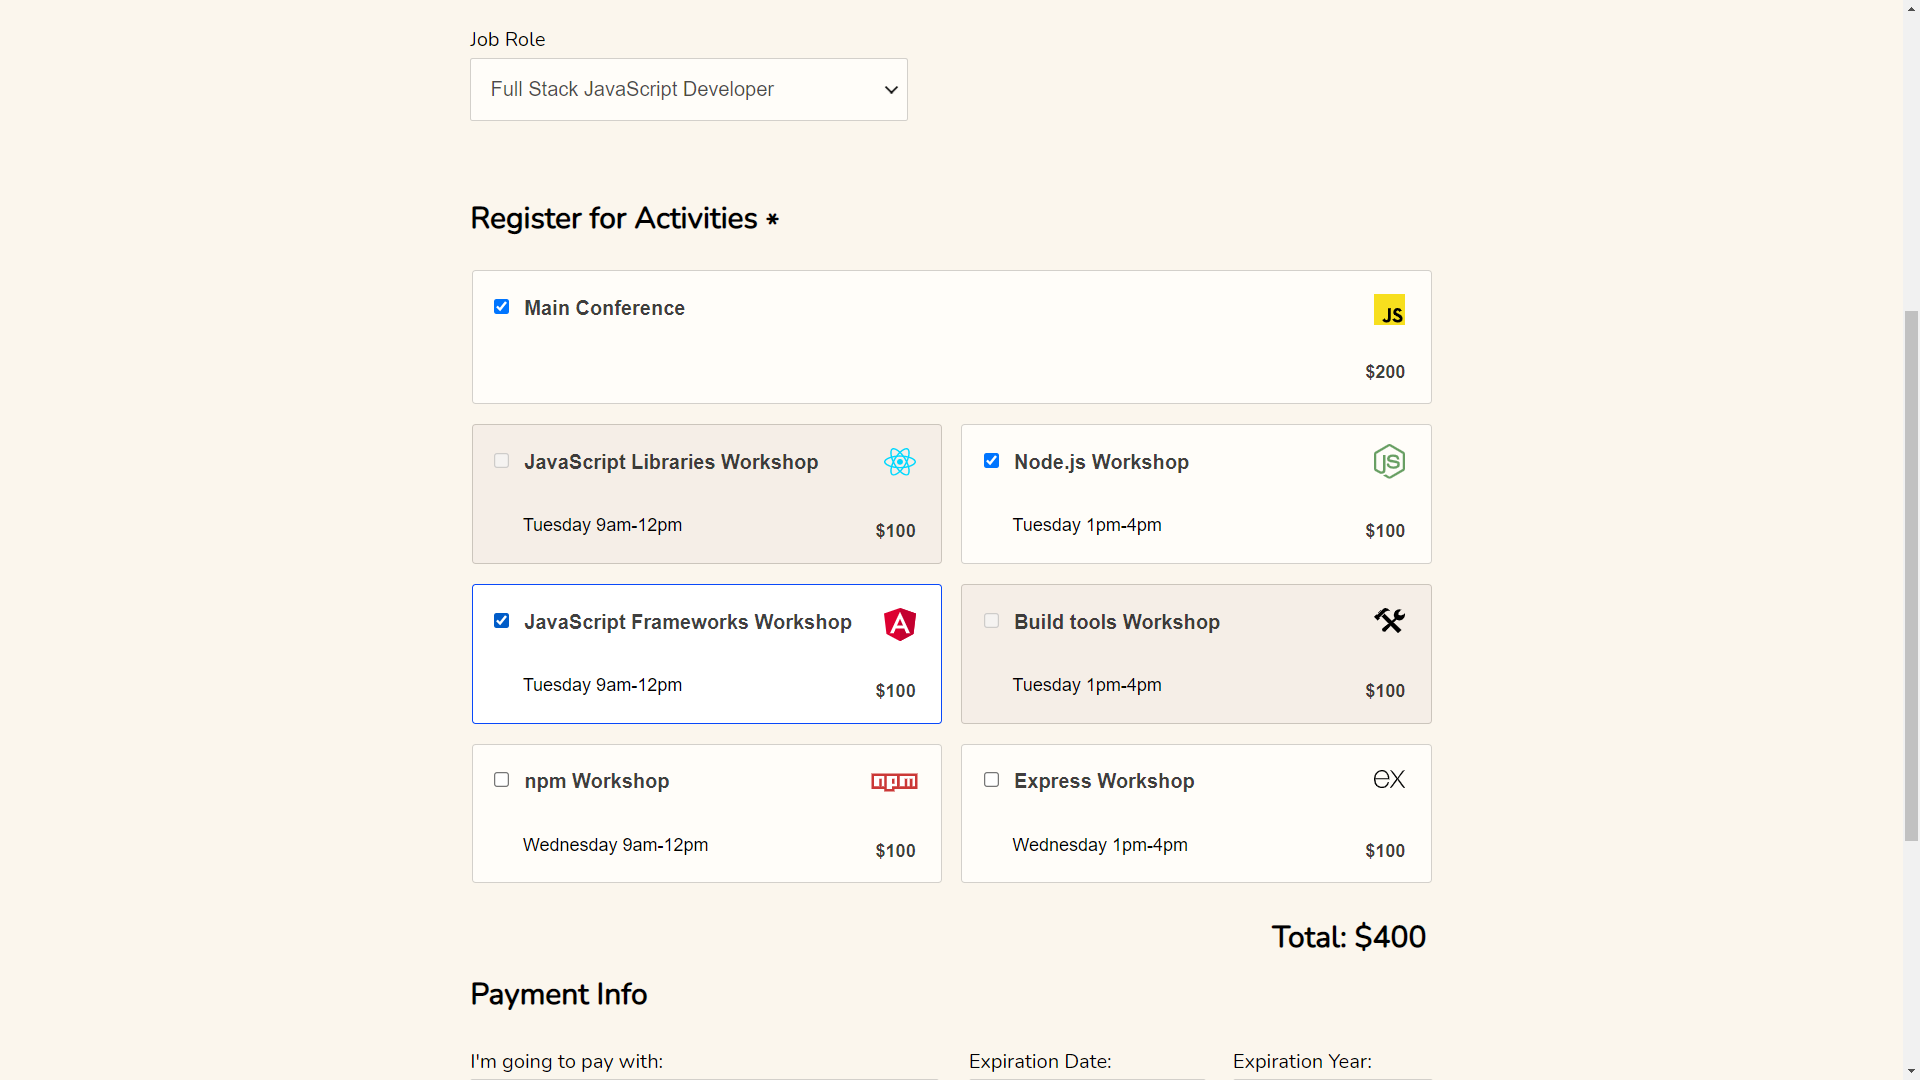 Job Role
Full Stack JavaScript Developer
Register for Activities *
Main Conference
JS
$200
JavaScript Libraries Workshop
Tuesday 9am-12pm
$100
Node.js Workshop
JS
Tuesday 1pm-4pm
$100
JavaScript Frameworks Workshop
A
Tuesday 9am-12pm
$100
Build tools Workshop
Tuesday 1pm-4pm
$100
npm Workshop
npm
Wednesday 9am-12pm
$100
Express Workshop
ex
Wednesday 1pm-4pm
$100
Total: $400
Payment Info
I'm going to pay with:
Expiration Date:
Expiration Year: